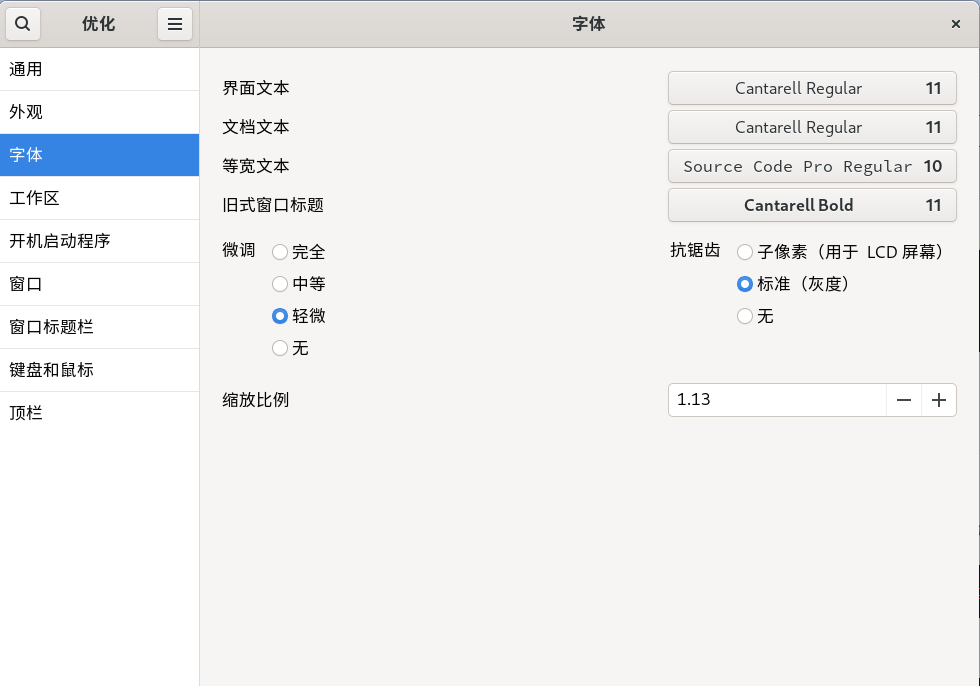 优化
字体
通用
外观
字体
工作区
开机启动程序
窗口
窗口标题栏
键盘和鼠标
顶栏
界面文本 Cantarell Regular 11
文档文本 Cantarell Regular 11
等宽文本 Source Code Pro Regular 10
旧式窗口标题 Cantarell Bold 11
微调
完全
中等
轻微
无
抗锯齿
子像素（用于 LCD 屏幕）
标准（灰度）
无
缩放比例 1.13